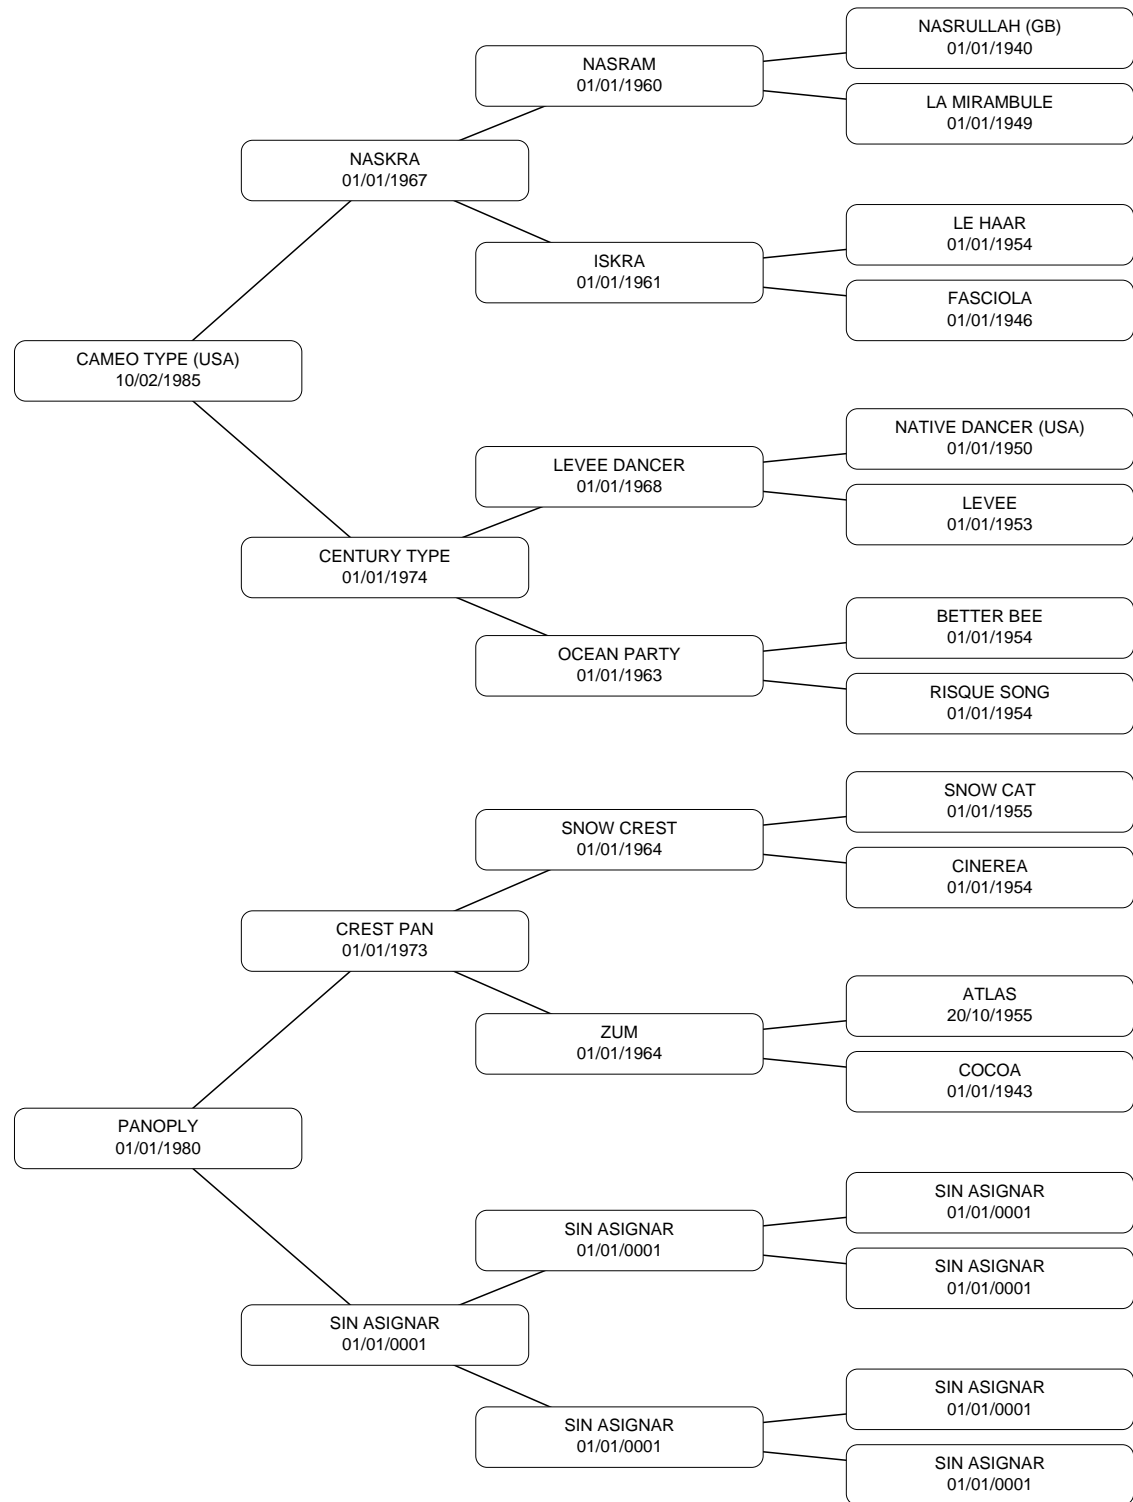 NASRULLAH (GB)
01/01/1940
NASRAM
01/01/1960
LA MIRAMBULE
01/01/1949
NASKRA
01/01/1967
LE HAAR
01/01/1954
ISKRA
01/01/1961
FASCIOLA
01/01/1946
CAMEO TYPE (USA)
10/02/1985
NATIVE DANCER (USA)
01/01/1950
LEVEE DANCER
01/01/1968
LEVEE
01/01/1953
CENTURY TYPE
01/01/1974
BETTER BEE
01/01/1954
OCEAN PARTY
01/01/1963
RISQUE SONG
01/01/1954
SNOW CAT
01/01/1955
SNOW CREST
01/01/1964
CINEREA
01/01/1954
CREST PAN
01/01/1973
ATLAS
20/10/1955
ZUM
01/01/1964
COCOA
01/01/1943
PANOPLY
01/01/1980
SIN ASIGNAR
01/01/0001
SIN ASIGNAR
01/01/0001
SIN ASIGNAR
01/01/0001
SIN ASIGNAR
01/01/0001
SIN ASIGNAR
01/01/0001
SIN ASIGNAR
01/01/0001
SIN ASIGNAR
01/01/0001